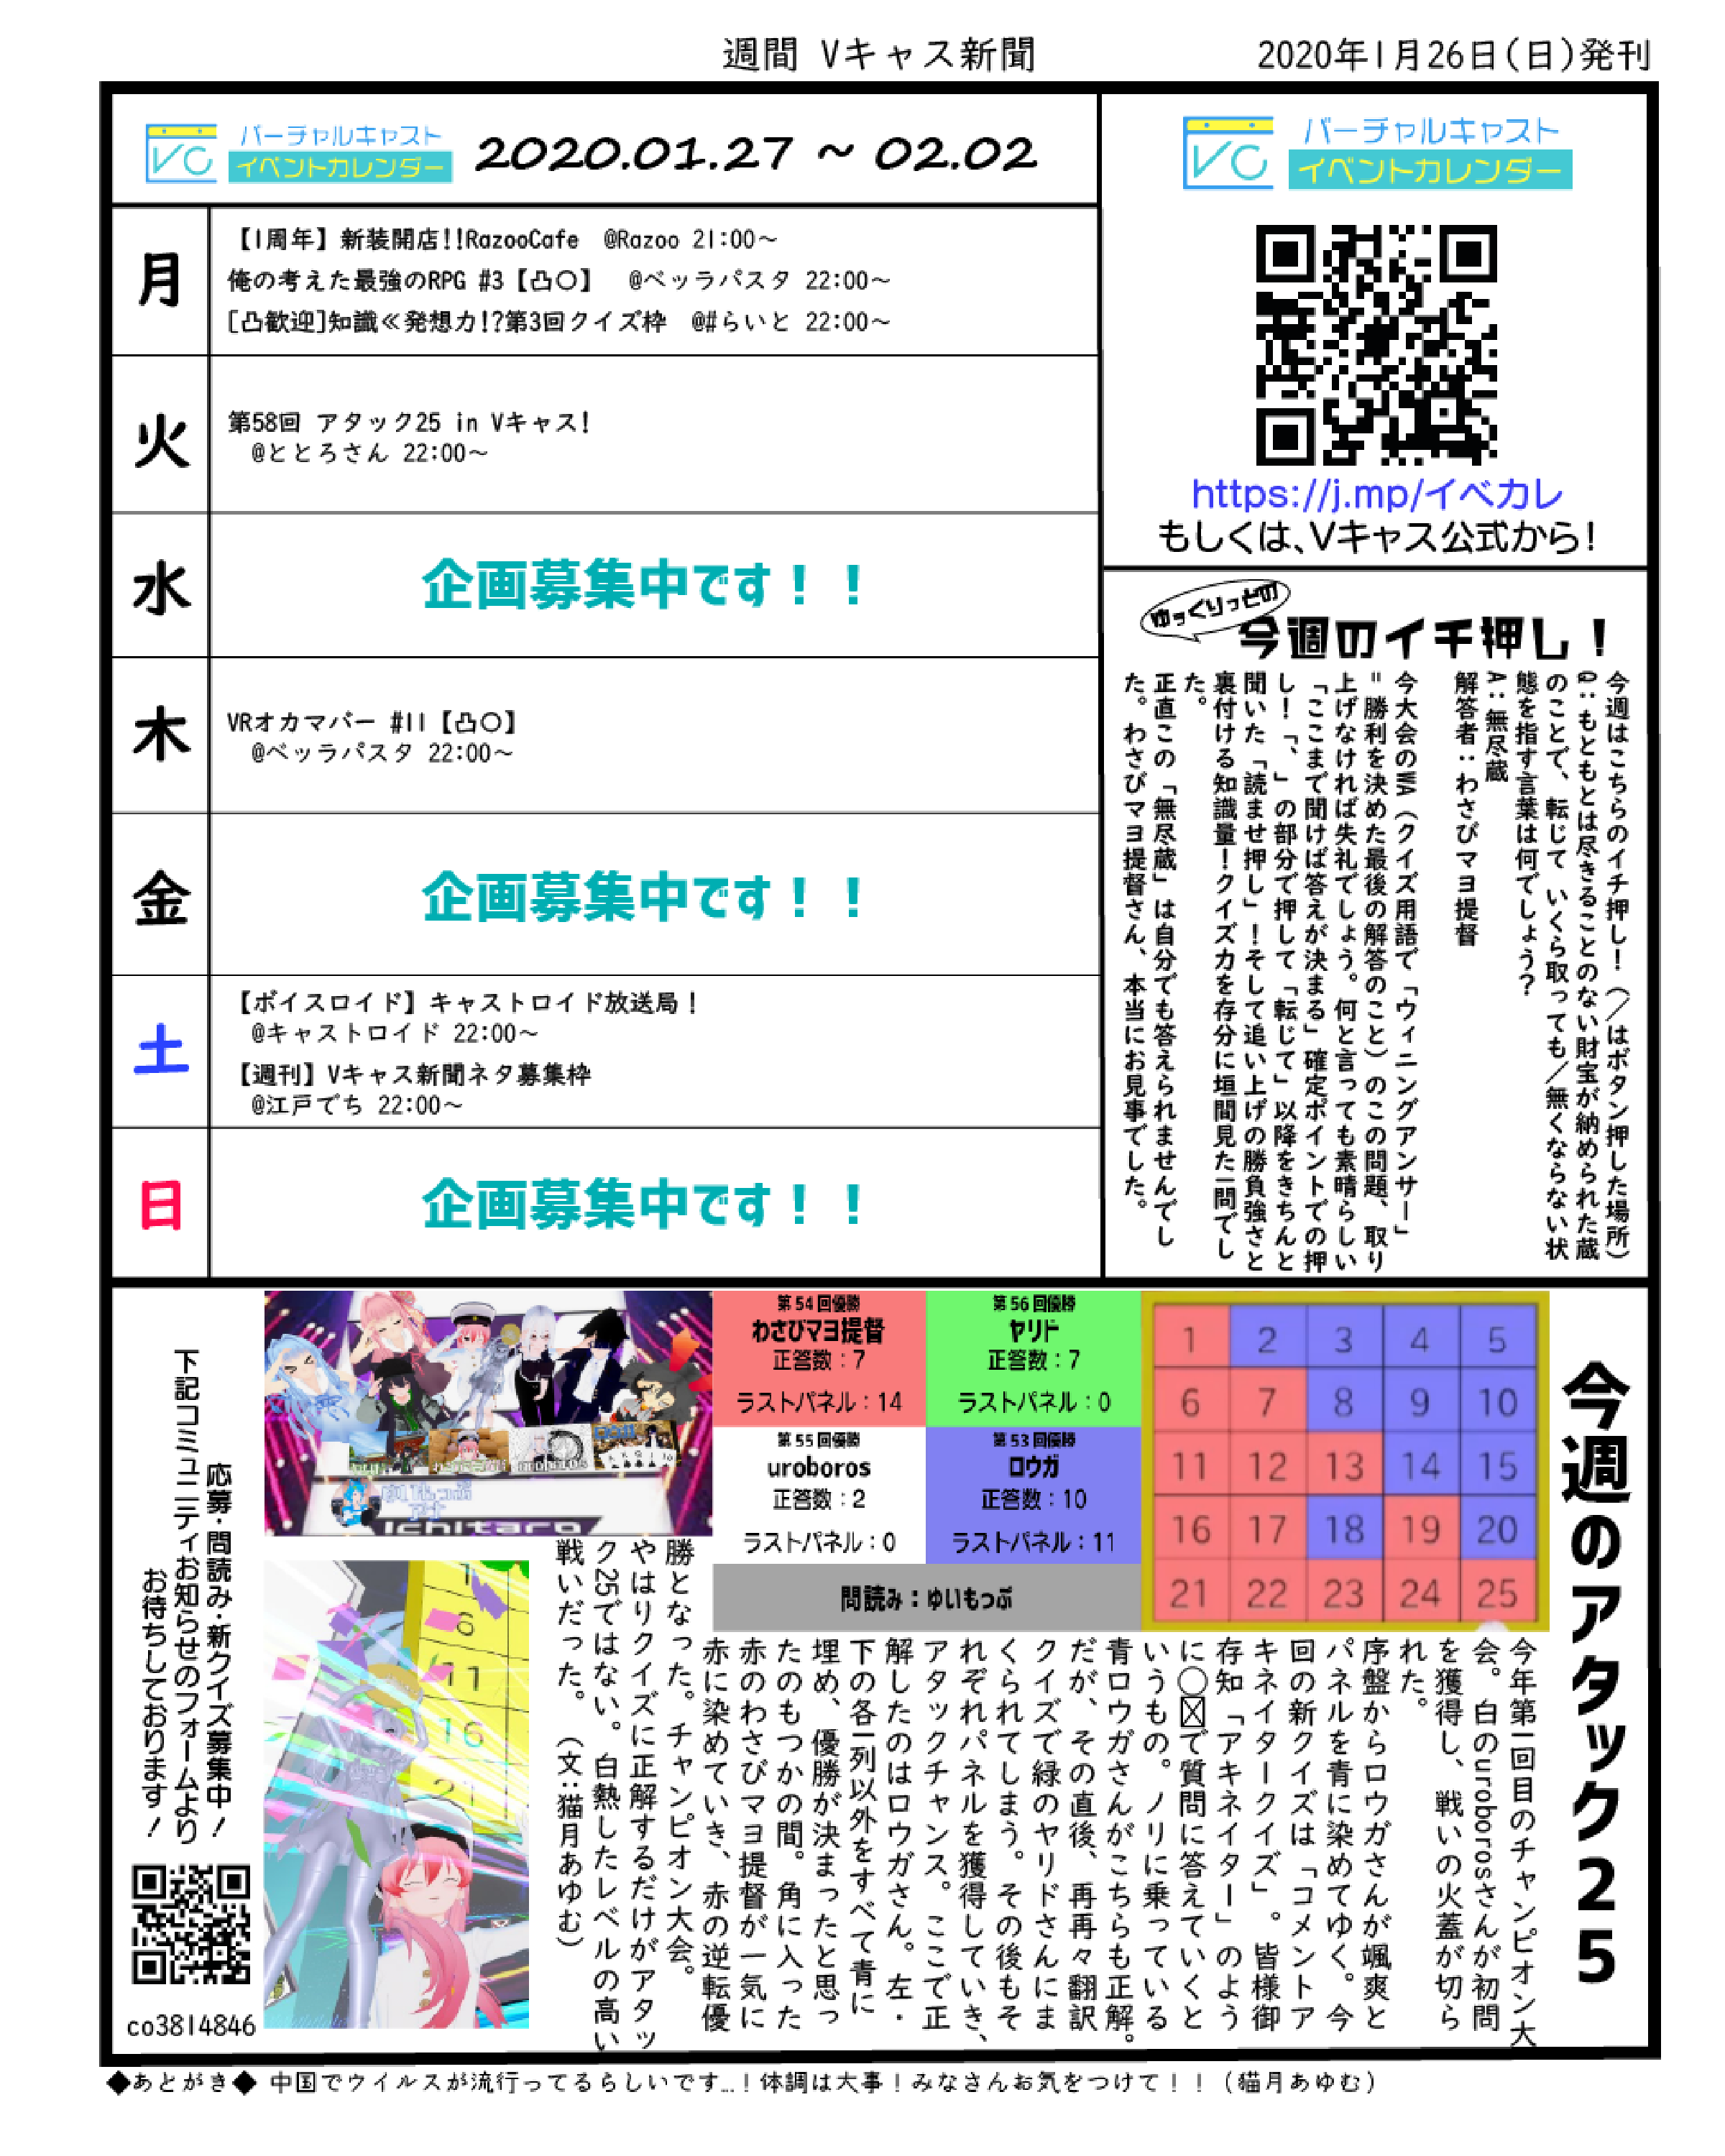 週間 Vキャス新聞
2020年1月26日(日)発刊
バーチャルキャスト
イベントカレンダー
2020.01.27 ~ 02.02
月
【1周年】新装開店!!RazooCafe @Razoo 21:00～
俺の考えた最強のRPG #3【凸〇】 @ベッラパスタ 22:00～
[凸歓迎]知識≪発想力!?第3回クイズ枠 @#らいと 22:00～
火
第58回 アタック25 in Vキャス!
@ととろさん 22:00～
水
企画募集中です！！
木
VRオカマバー #11【凸〇】
@ベッラパスタ 22:00～
金
企画募集中です！！
土
【ボイスロイド】キャストロイド放送局！
@キャストロイド 22:00～
【週刊】Vキャス新聞ネタ募集枠
@江戸でち 22:00～
日
企画募集中です！！
バーチャルキャスト
イベントカレンダー
https://j.mp/イベカレ
もしくは、Vキャス公式から!
ゆっくりっどの
今週のイチ押し！
今週はこちらのイチ押し！（／はボタン押した場所）
Q：もともとは尽きることのない財宝が納められた蔵
のことで、転じて いくら取っても／無くならない状
態を指す言葉は何でしょう？
A：無尽蔵
解答者：わさびマヨ提督
今大会のWA（クイズ用語で「ウィニングアンサー」
＝勝利を決めた最後の解答のこと）のこの問題、取り
上げなければ失礼でしょう。何と言っても素晴らしい
「ここまで聞けば答えが決まる」確定ポイントでの押
し！「、」の部分で押して「転じて」以降をきちんと
聞いた「読ませ押し」！そして追い上げの勝負強さと
裏付ける知識量！クイズ力を存分に垣間見た一問でし
た。
正直この「無尽蔵」は自分でも答えられませんでし
た。わさびマヨ提督さん、本当にお見事でした。
今週のアタック25
1 2 3 4 5
6 7 8 9 10
11 12 13 14 15
16 17 18 19 20
21 22 23 24 25
第54回優勝
わさびマヨ提督
正答数：7
ラストパネル：14
第56回優勝
ヤリド
正答数：7
ラストパネル：0
第55回優勝
uroboros
正答数：2
ラストパネル：0
第53回優勝
ロウガ
正答数：10
ラストパネル：11
問読み：ゆいもっぷ
今年第一回目のチャンピオン大
会。白のuroborosさんが初問
を獲得し、戦いの火蓋が切ら
れた。
序盤からロウガさんが颯爽と
パネルを青に染めてゆく。今
回の新クイズは「コメントア
キネイタークイズ」。皆様御
存知「アキネイター」のよう
に〇☒で質問に答えていくと
いうもの。ノリに乗っている
青ロウガさんがこちらも正解。
だが、その直後、再再々翻訳
クイズで緑のヤリドさんにま
くられてしまう。その後もそ
れぞれパネルを獲得していき、
アタックチャンス。ここで正
解したのはロウガさん。左・
下の各一列以外をすべて青に
埋め、優勝が決まったと思っ
たのもつかの間。角に入った
赤のわさびマヨ提督が一気に
赤に染めていき、赤の逆転優
勝となった。チャンピオン大会。
やはりクイズに正解するだけがアタッ
ク25ではない。白熱したレベルの高い
戦いだった。（文：猫月あゆむ）
ゆいもっぷ
Ichitaro
1
6
11
16
21
応募・問読み・新クイズ募集中！
下記コミュニティお知らせのフォームより
お待ちしております！
co3814846
◆あとがき◆ 中国でウイルスが流行ってるらしいです…！体調は大事！みなさんお気をつけて！！（猫月あゆむ）